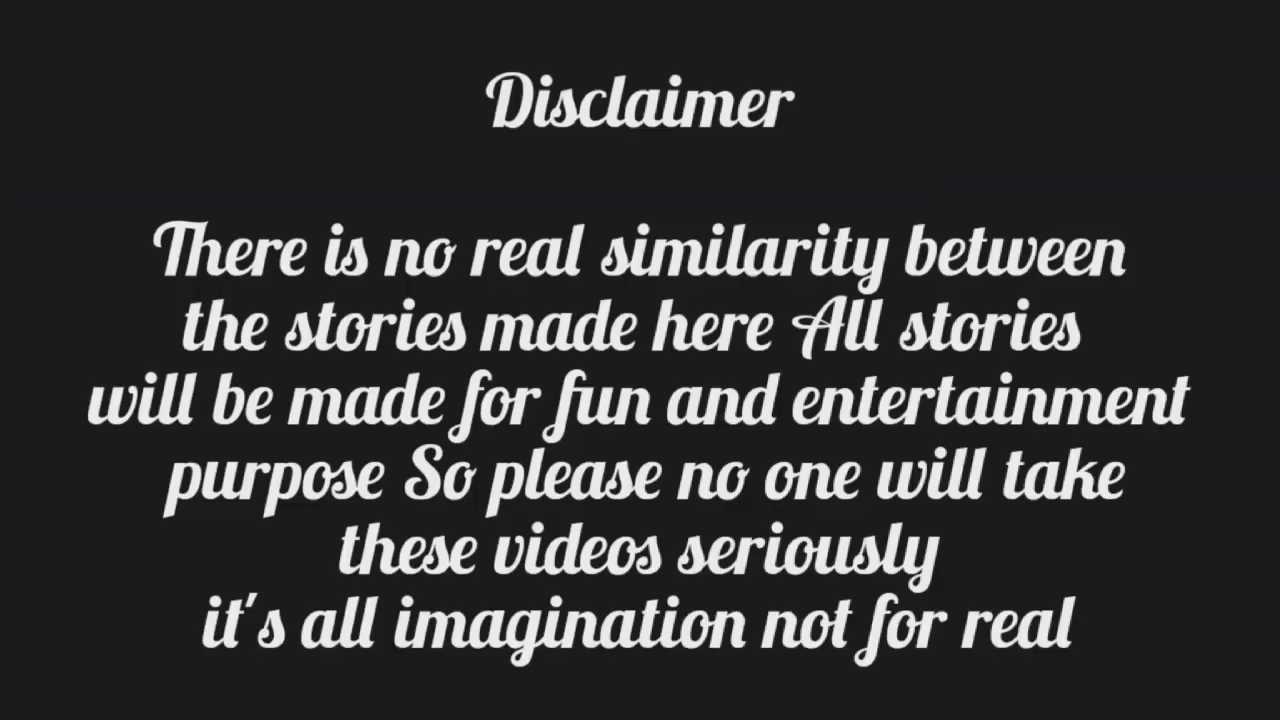 Disclaimer
There is no real similarity between
the stories made here All stories
will be made for fun and entertainment
purpose So please no one will take
these videos seriously
it's all imagination not for real